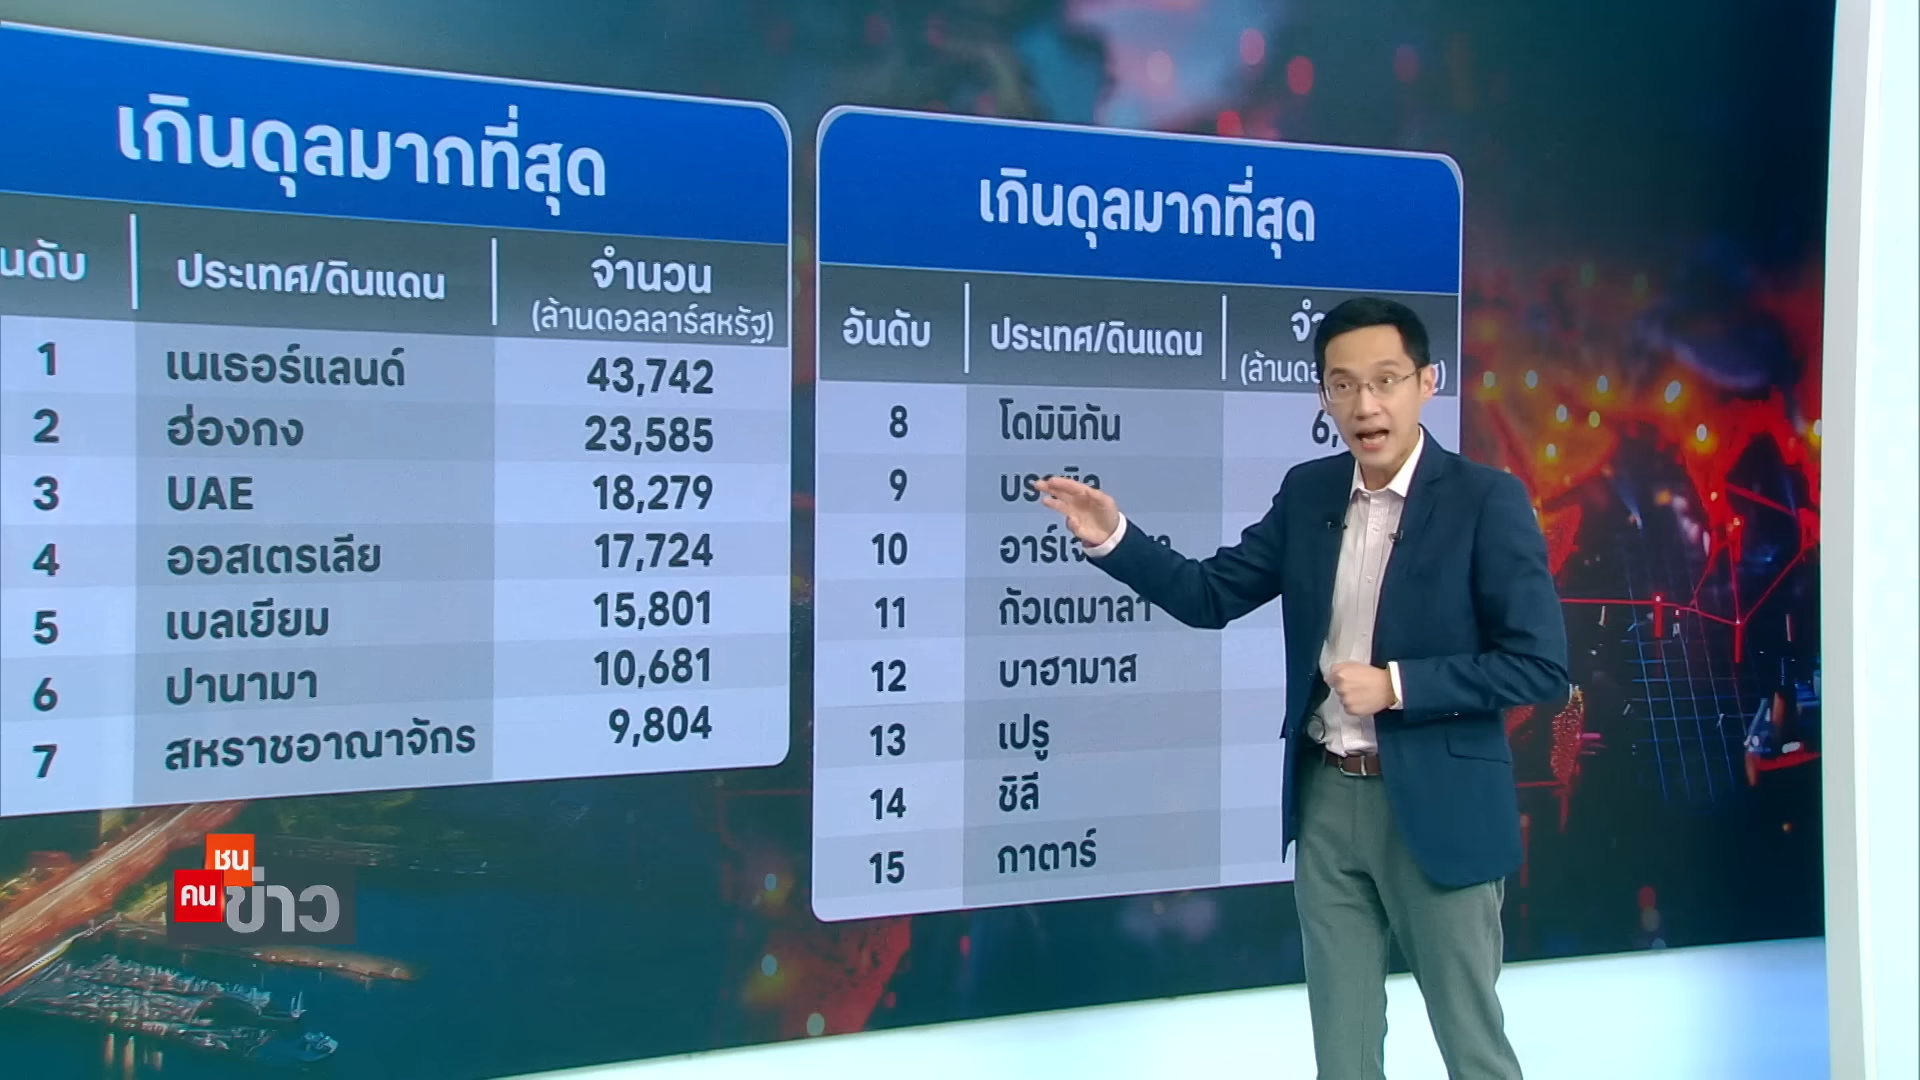 เกินดุลมากที่สุด
ประเทศ/ดินแดน จำนวน
(ล้านดอลลาร์สหรัฐ)
1 เนเธอร์แลนด์ 43,742
2 ฮ่องกง 23,585
3 UAE 18,279
4 ออสเตรเลีย 17,724
5 เบลเยียม 15,801
6 ปานามา 10,681
7 สหราชอาณาจักร 9,804
เกินดุลมากที่สุด
อันดับ ประเทศ/ดินแดน
8 โดมินิกัน
9
10
11 กัวเตมาลา
12 บาฮามาส
13 เปรู
14 ชิลี
15 กาตาร์
ชน
คน
ข่าว